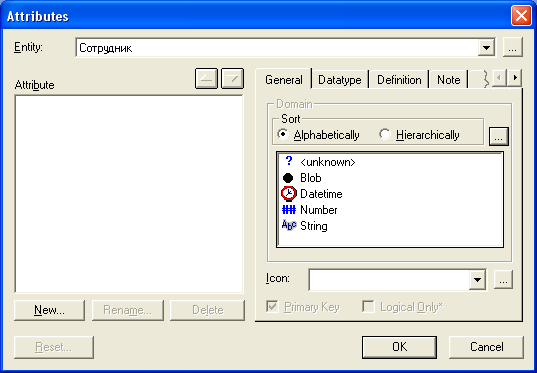 Attributes
Entity: Сотрудник ...
Attribute
General Datatype Definition Note
Domain
Sort
Alphabetically Hierarchically ...
? <unknown>
Blob
Datetime
Number
Abc String
Icon: ...
Primary Key Logical Only*
New... Rename... Delete
Reset... OK Cancel